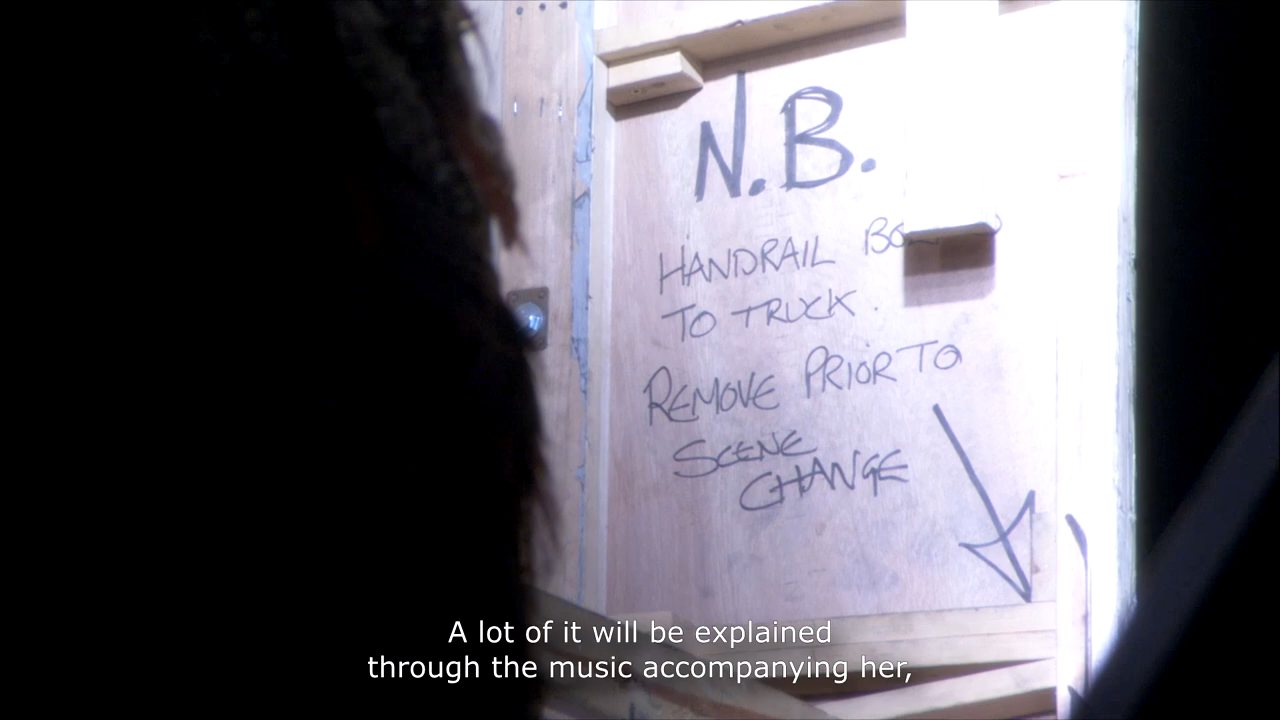 N.B.
HANDRAIL
TO TRUCK.
REMOVE PRIOR TO
SCENE
CHANGE
A lot of it will be explained
through the music accompanying her,